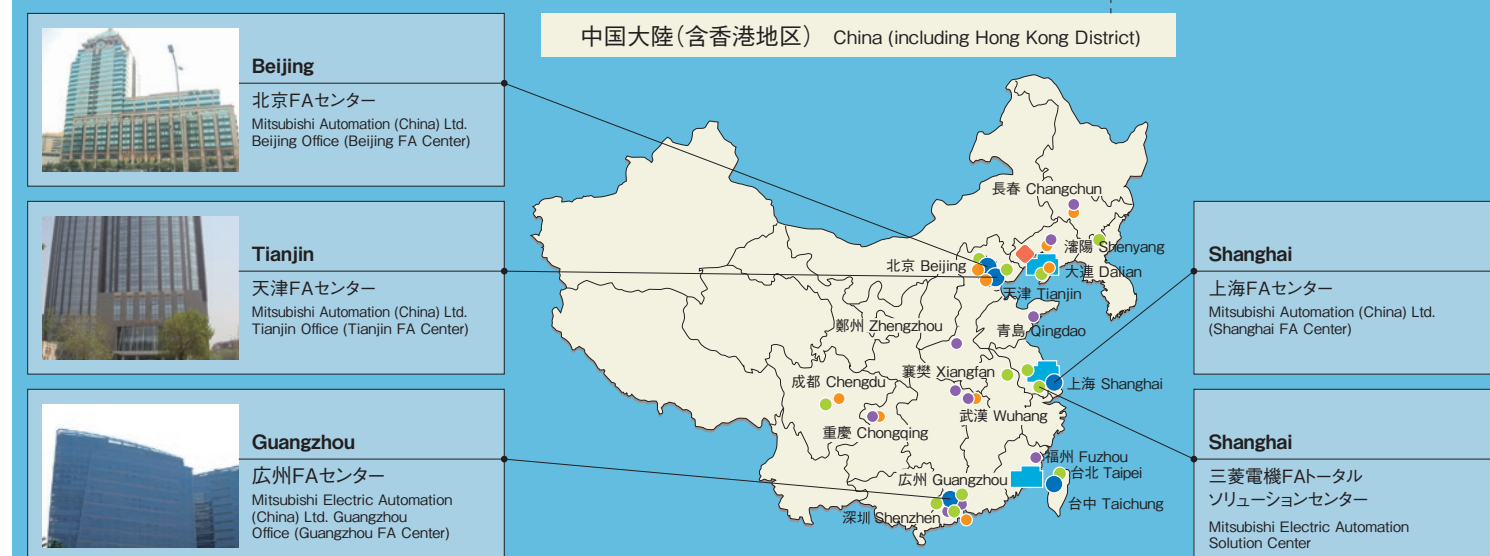 中国大陸(含香港地区) China (including Hong Kong District)
Beijing
北京FAセンター
Mitsubishi Automation (China) Ltd.
Beijing Office (Beijing FA Center)
Tianjin
天津FAセンター
Mitsubishi Automation (China) Ltd.
Tianjin Office (Tianjin FA Center)
Guangzhou
広州FAセンター
Mitsubishi Electric Automation
(China) Ltd. Guangzhou
Office (Guangzhou FA Center)
長春 Changchun
瀋陽 Shenyang
北京 Beijing
大連 Dalian
天津 Tianjin
鄭州 Zhengzhou
青島 Qingdao
襄樊 Xiangfan
成都 Chengdu
上海 Shanghai
武漢 Wuhang
重慶 Chongqing
福州 Fuzhou
台北 Taipei
広州 Guangzhou
台中 Taichung
深圳 Shenzhen
Shanghai
上海FAセンター
Mitsubishi Automation (China) Ltd.
(Shanghai FA Center)
Shanghai
三菱電機FAトータル
ソリューションセンター
Mitsubishi Electric Automation
Solution Center